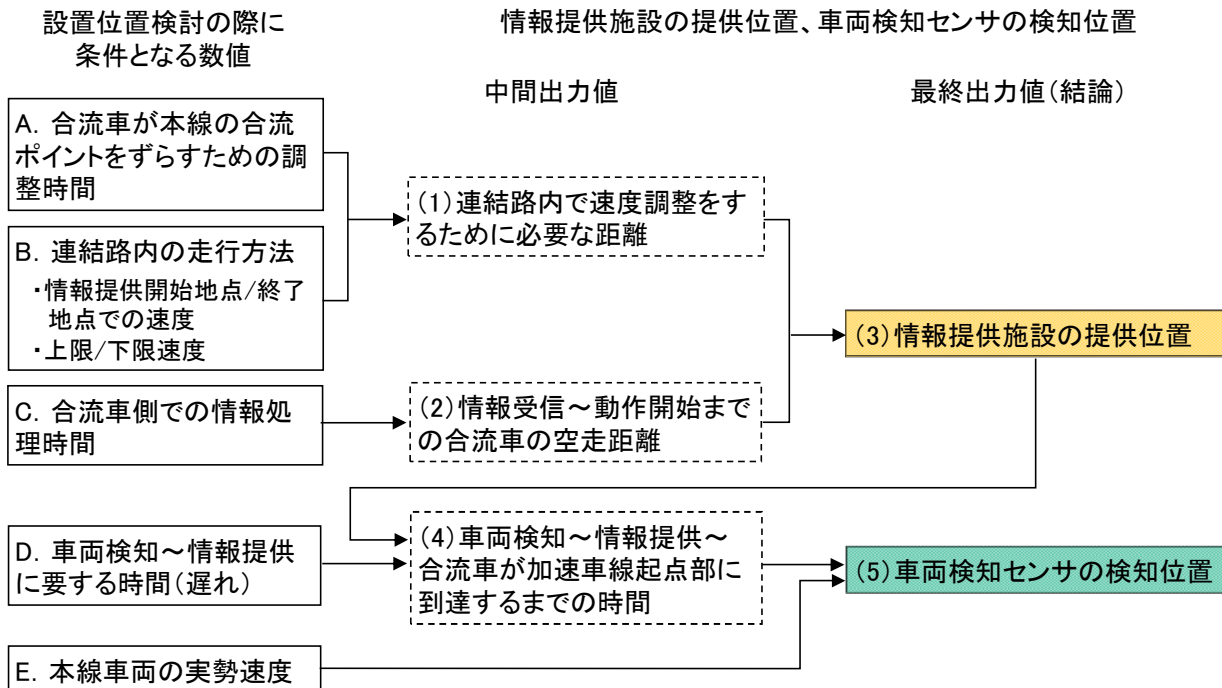 設置位置検討の際に
条件となる数値
情報提供施設の提供位置、車両検知センサの検知位置
中間出力値
最終出力値(結論)
A. 合流車が本線の合流
ポイントをずらすための調
整時間
B. 連結路内の走行方法
・情報提供開始地点/終了
地点での速度
・上限/下限速度
C. 合流車側での情報処
理時間
D. 車両検知～情報提供
に要する時間(遅れ)
E. 本線車両の実勢速度
(1)連結路内で速度調整をす
るために必要な距離
(2)情報受信～動作開始まで
の合流車の空走距離
(3)情報提供施設の提供位置
(4)車両検知～情報提供～
合流車が加速車線起点部に
到達するまでの時間
(5)車両検知センサの検知位置